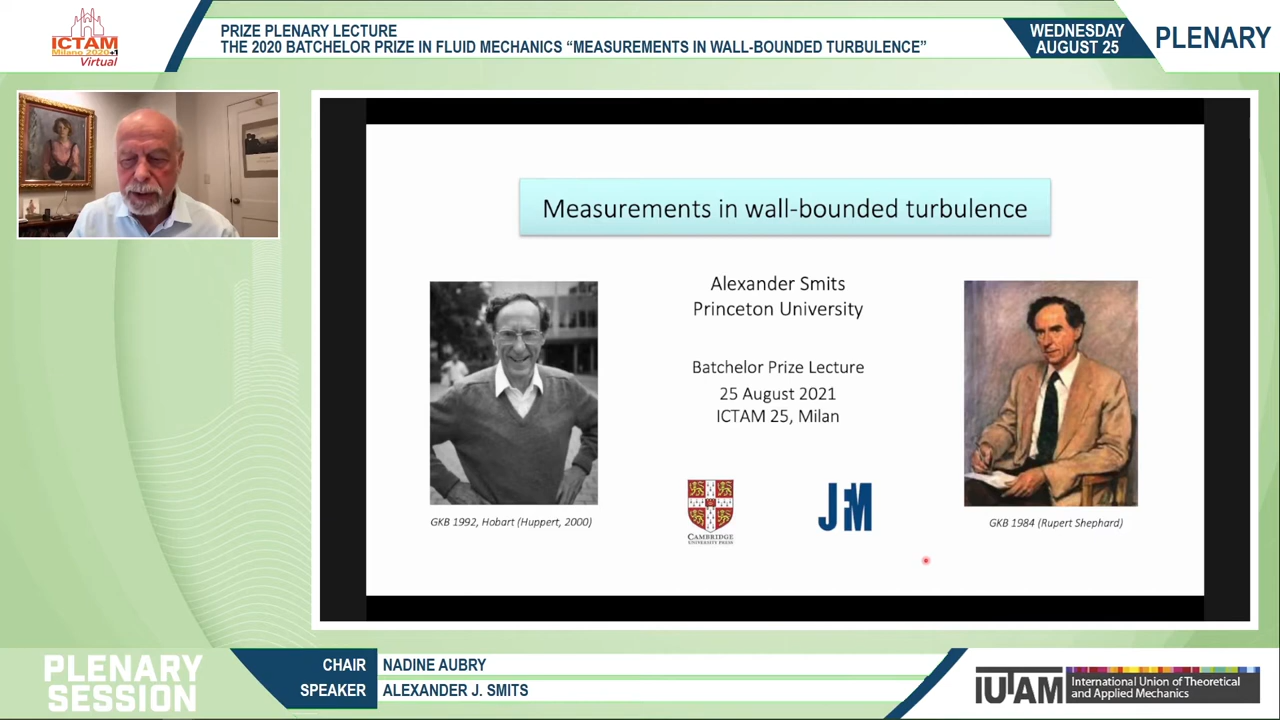 ICTAM
Milano 2020+1
Virtual
PRIZE PLENARY LECTURE
THE 2020 BATCHELOR PRIZE IN FLUID MECHANICS “MEASUREMENTS IN WALL-BOUNDED TURBULENCE”
WEDNESDAY
AUGUST 25
PLENARY
Measurements in wall-bounded turbulence
Alexander Smits
Princeton University
Batchelor Prize Lecture
25 August 2021
ICTAM 25, Milan
CAMBRIDGE
UNIVERSITY PRESS
JFM
GKB 1992, Hobart (Huppert, 2000)
GKB 1984 (Rupert Shephard)
PLENARY
SESSION
CHAIR NADINE AUBRY
SPEAKER ALEXANDER J. SMITS
IUTAM
International Union of Theoretical
and Applied Mechanics